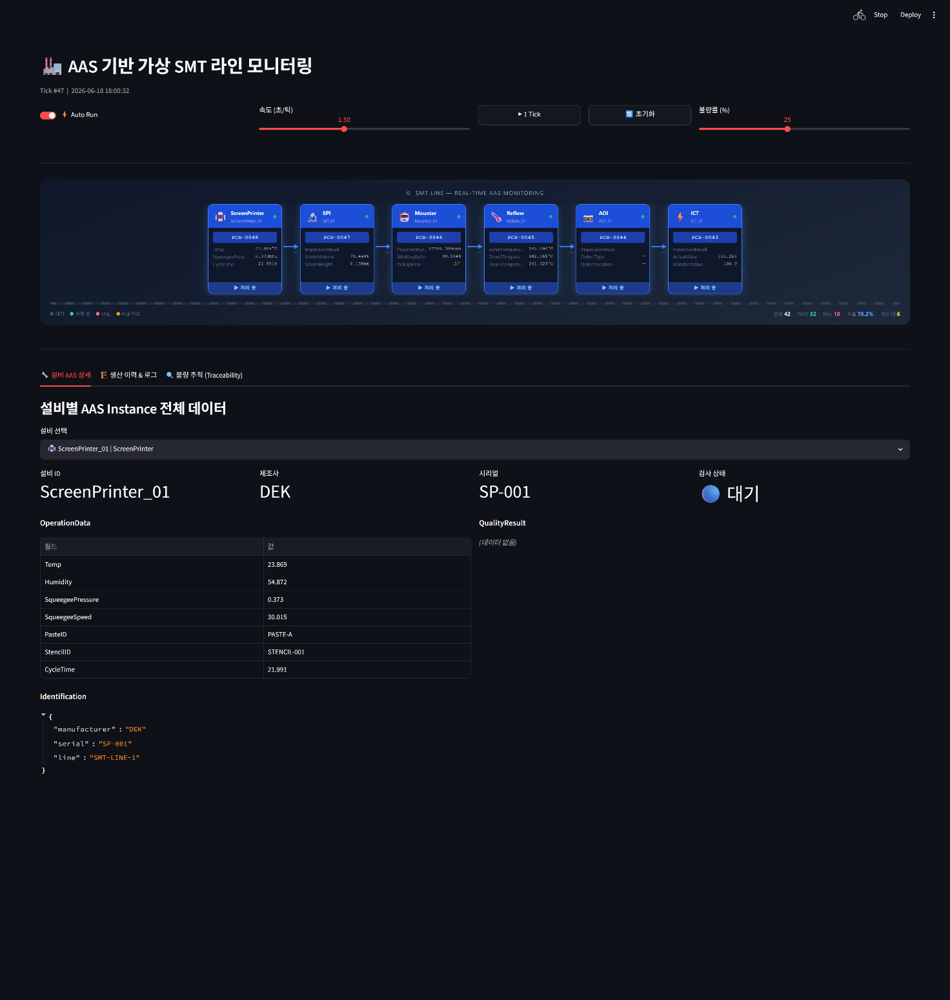 Stop Deploy
AAS 기반 가상 SMT 라인 모니터링
Tick #47 | 2026-06-18 18:00:32
Auto Run
속도 (초/틱)
1.50
▶ 1 Tick
초기화
불량률 (%)
25
SMT LINE — REAL-TIME AAS MONITORING
ScreenPrinter
ScreenPrinter_01
PCB-0048
Temp 23.869°C
SqueegeePress... 0.373MPa
CycleTime 21.991s
▶ 처리 중
SPI
SPI_01
PCB-0047
InspectionResult
SolderVolume 76.446%
SolderHeight 0.139mm
▶ 처리 중
Mounter
Mounter_01
PCB-0046
PlacementSp... 27796.304cph
WorkingRatio 90.564%
PickupError
▶ 처리 중
Reflow
Reflow_01
PCB-0045
Zone1Tempera... 145.594°C
Zone2Tempera... 182.065°C
Zone3Tempera... 241.023°C
▶ 처리 중
AOI
AOI_01
PCB-0044
InspectionResult
DefectType —
DefectLocation —
▶ 처리 중
ICT
ICT_01
PCB-0043
InspectionResult
ActualValue 101.225
StandardValue 100.0
▶ 처리 중
대기 처리 중 FAIL PCB 이동
완료 42 PASS 32 FAIL 10 수율 76.2% 라인 내 6
설비 AAS 상세 생산 이력 & 로그 불량 추적 (Traceability)
설비별 AAS Instance 전체 데이터
설비 선택
ScreenPrinter_01 | ScreenPrinter
설비 ID
ScreenPrinter_01
제조사
DEK
시리얼
SP-001
검사 상태
대기
OperationData
필드 값
Temp 23.869
Humidity 54.872
SqueegeePressure 0.373
SqueegeeSpeed 30.015
PasteID PASTE-A
StencilID STENCIL-001
CycleTime 21.991
QualityResult
(데이터 없음)
Identification
{
"manufacturer" : "DEK"
"serial" : "SP-001"
"line" : "SMT-LINE-1"
}